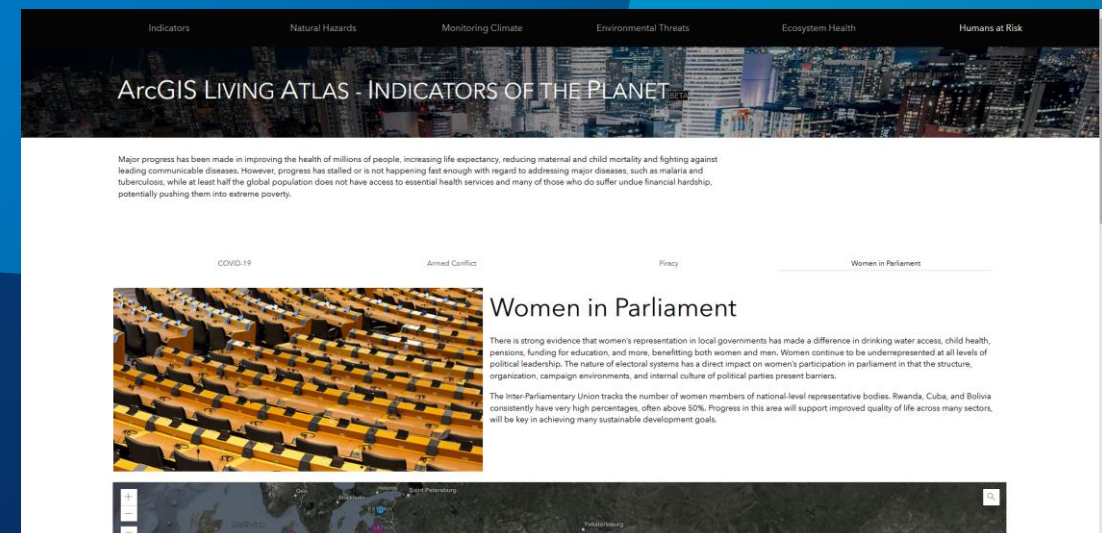 Indicators
Natural Hazards
Monitoring Climate
Environmental Threats
Ecosystem Health
Humans at Risk
ArcGIS LIVING ATLAS - INDICATORS OF THE PLANET BETA
Major progress has been made in improving the health of millions of people, increasing life expectancy, reducing maternal and child mortality and fighting against
leading communicable diseases. However, progress has stalled or is not happening fast enough with regard to addressing major diseases, such as malaria and
tuberculosis, while at least half the global population does not have access to essential health services and many of those who do suffer undue financial hardship,
potentially pushing them into extreme poverty.
COVID-19
Armed Conflict
Piracy
Women in Parliament
Women in Parliament
There is strong evidence that women's representation in local governments has made a difference in drinking water access, child health,
pensions, funding for education, and more, benefitting both women and men. Women continue to be underrepresented at all levels of
political leadership. The nature of electoral systems has a direct impact on women's participation in parliament in that the structure,
organization, campaign environments, and internal culture of political parties present barriers.
The Inter-Parliamentary Union tracks the number of women members of national-level representative bodies. Rwanda, Cuba, and Bolivia
consistently have very high percentages, often above 50%. Progress in this area will support improved quality of life across many sectors,
will be key in achieving many sustainable development goals.
Oslo
Stockholm
Helsinki
Saint Petersburg
Yekaterinburg